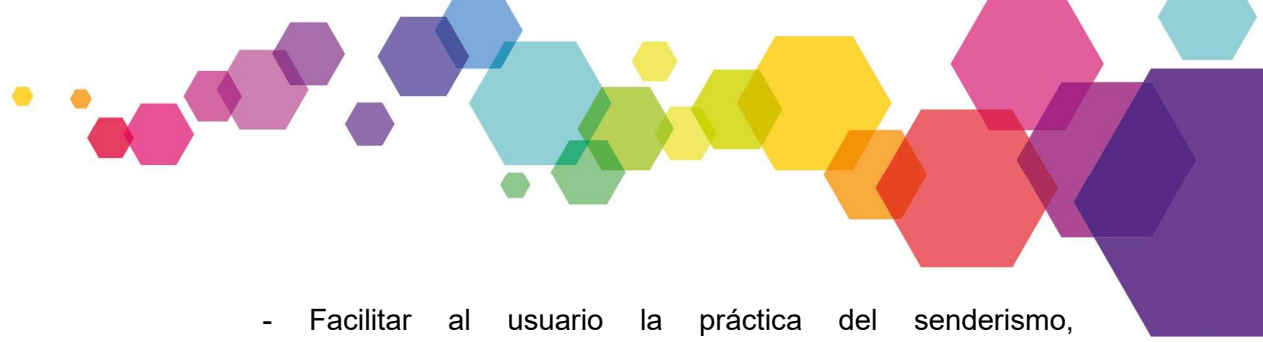 - Facilitar al usuario la práctica del senderismo,